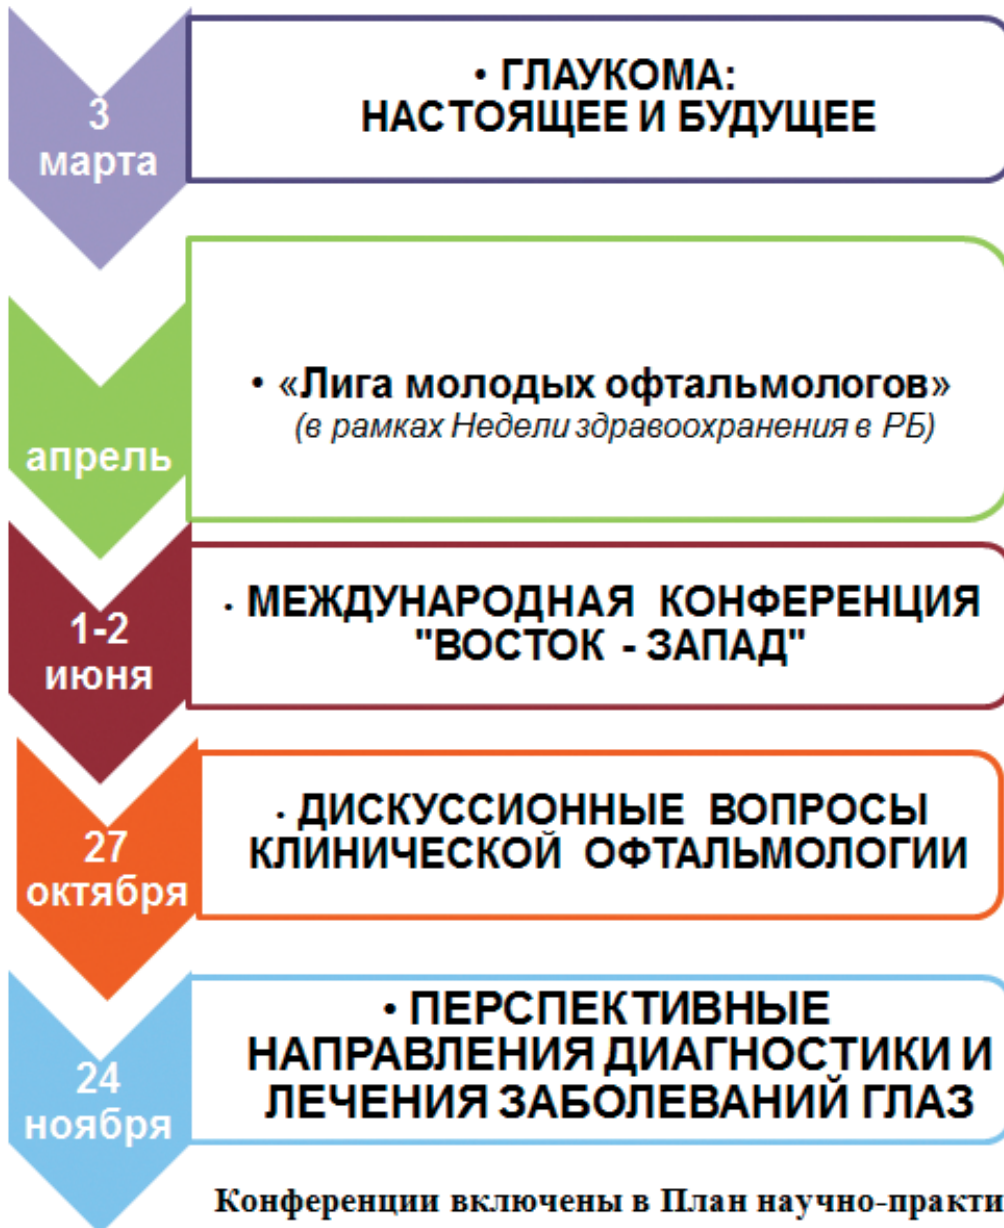 3
марта
• ГЛАУКОМА:
НАСТОЯЩЕЕ И БУДУЩЕЕ
апрель
• «Лига молодых офтальмологов»
(в рамках Недели здравоохранения в РБ)
1-2
июня
· МЕЖДУНАРОДНАЯ КОНФЕРЕНЦИЯ
"ВОСТОК - ЗАПАД"
27
октября
· ДИСКУССИОННЫЕ ВОПРОСЫ
КЛИНИЧЕСКОЙ ОФТАЛЬМОЛОГИИ
24
ноября
• ПЕРСПЕКТИВНЫЕ
НАПРАВЛЕНИЯ ДИАГНОСТИКИ И
ЛЕЧЕНИЯ ЗАБОЛЕВАНИЙ ГЛАЗ
Конференции включены в План научно-практи